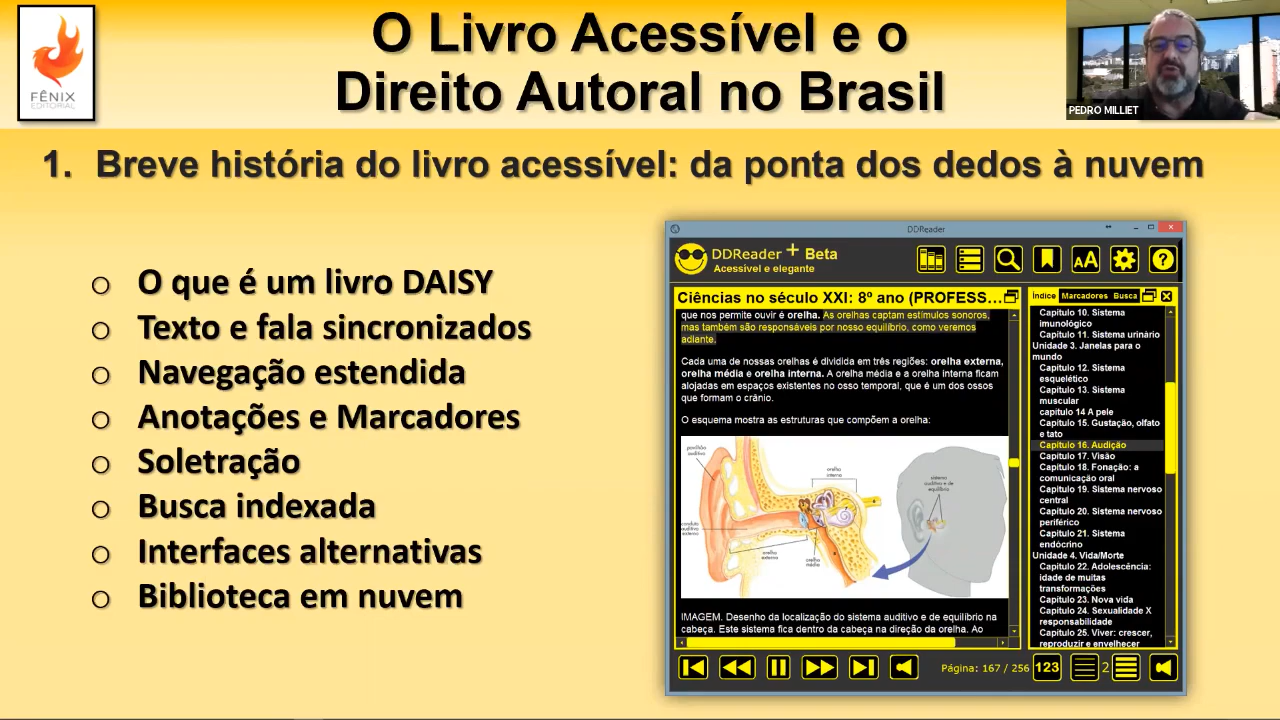 O Livro Acessível e o
Direito Autoral no Brasil
FÊNIX
EDITORIAL
PEDRO MILLIET
1. Breve história do livro acessível: da ponta dos dedos à nuvem
o O que é um livro DAISY
o Texto e fala sincronizados
o Navegação estendida
o Anotações e Marcadores
o Soletração
o Busca indexada
o Interfaces alternativas
o Biblioteca em nuvem
DDReader
DDReader + Beta
Acessível e elegante
AA
?
Ciências no século XXI: 8º ano (PROFESS...
que nos permite ouvir é orelha. As orelhas captam estímulos sonoros,
mas também são responsáveis por nosso equilíbrio, como veremos
adiante.
Cada uma de nossas orelhas é dividida em três regiões: orelha externa,
orelha média e orelha interna. A orelha média e a orelha interna ficam
alojadas em espaços existentes no osso temporal, que é um dos ossos
que formam o crânio.
O esquema mostra as estruturas que compõem a orelha:
pavilhão
auditivo
orelha
interna
sistema
auditivo e de
equilíbrio
conduto
auditivo
externo
orelha
externa
orelha
média
IMAGEM. Desenho da localização do sistema auditivo e de equilíbrio na
cabeça. Este sistema fica dentro da cabeça na direção da orelha. Ao
Índice Marcadores Busca
Capítulo 10. Sistema
imunológico
Capítulo 11. Sistema urinário
Unidade 3. Janelas para o
mundo
Capítulo 12. Sistema
esquelético
Capítulo 13. Sistema
muscular
capítulo 14 A pele
Capítulo 15. Gustação, olfato
e tato
Capítulo 16. Audição
Capítulo 17. Visão
Capítulo 18. Fonação: a
comunicação oral
Capítulo 19. Sistema nervoso
central
Capítulo 20. Sistema nervoso
periférico
Capítulo 21. Sistema
endócrino
Unidade 4. Vida/Morte
Capítulo 22. Adolescência:
idade de muitas
transformações
Capítulo 23. Nova vida
Capítulo 24. Sexualidade X
responsabilidade
Capítulo 25. Viver: crescer,
reproduzir e envelhecer
Página: 167 / 256 123 2